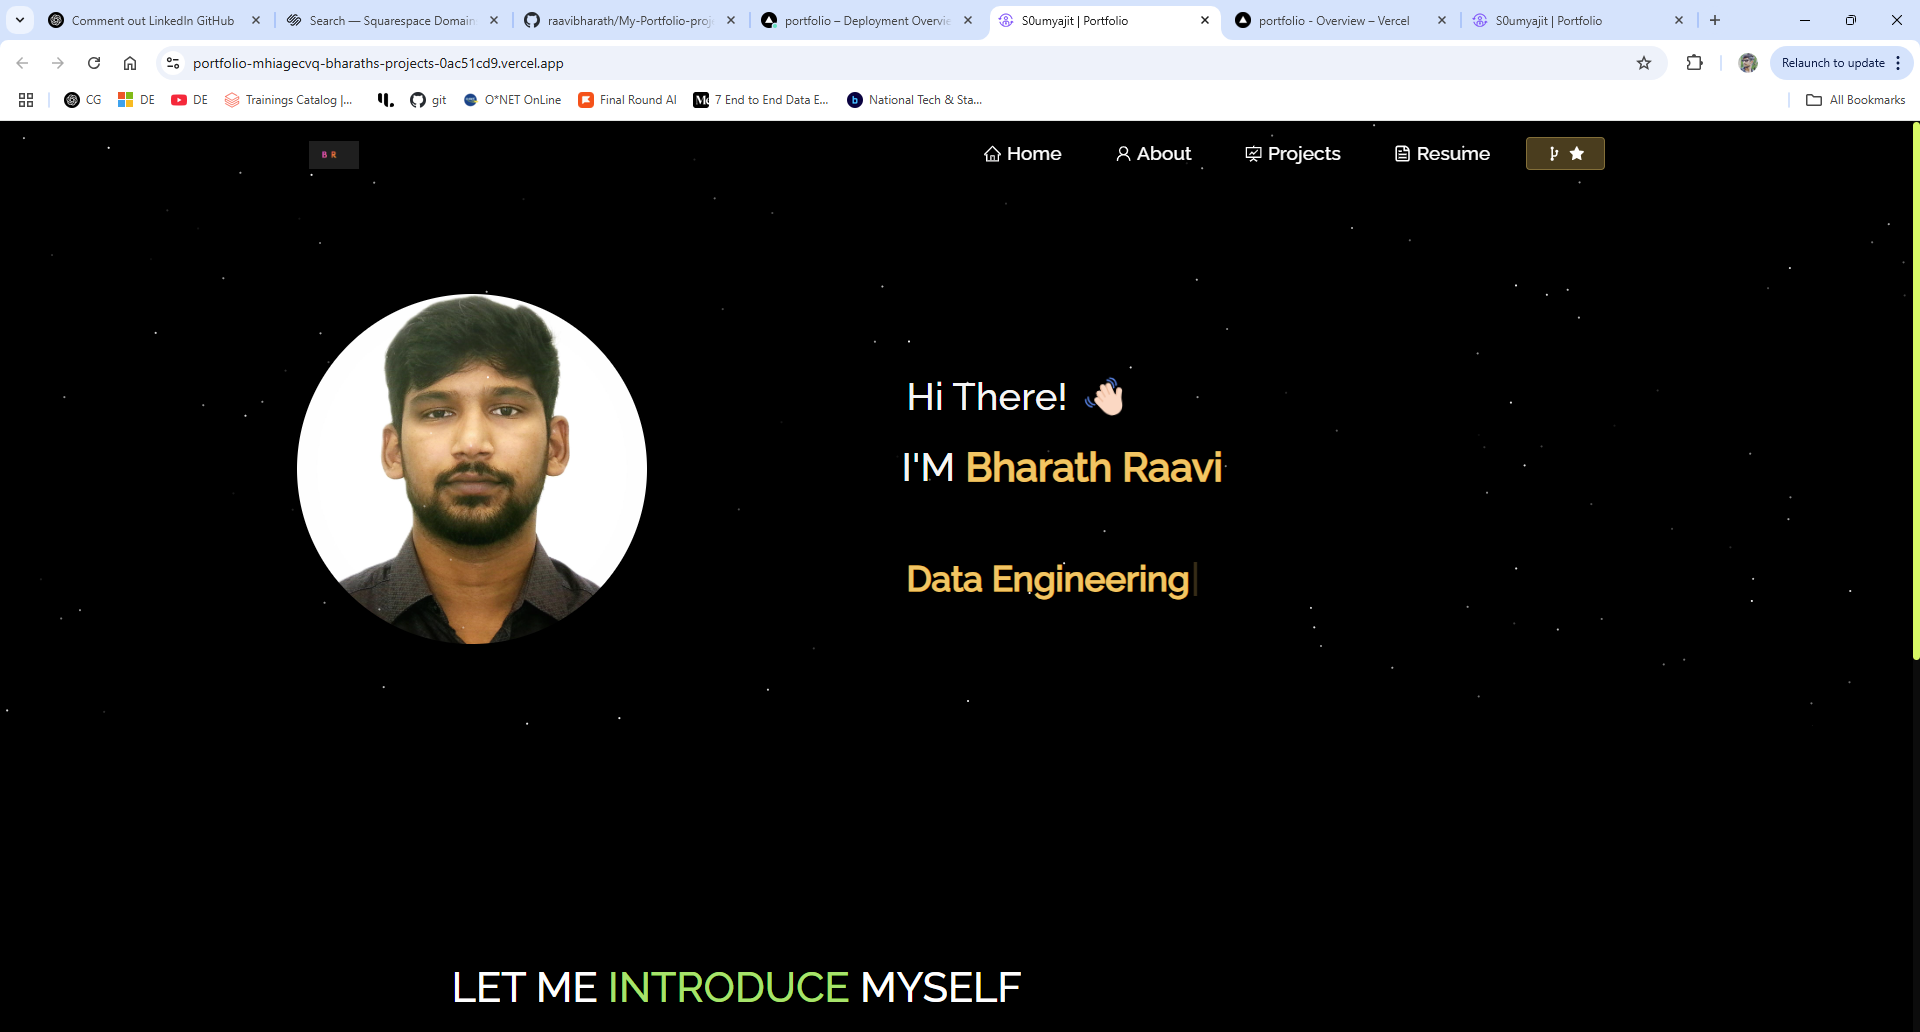 Comment out LinkedIn GitHub
Search — Squarespace Domain
raavibharath/My-Portfolio-proj
portfolio – Deployment Overvie
S0umyajit | Portfolio
portfolio - Overview – Vercel
S0umyajit | Portfolio
portfolio-mhiagecvq-bharaths-projects-0ac51cd9.vercel.app
Relaunch to update
CG
DE
DE
Trainings Catalog |...
git
O*NET OnLine
Final Round AI
7 End to End Data E...
National Tech & Sta...
All Bookmarks
B R
Home
About
Projects
Resume
Hi There! 
I'M Bharath Raavi
Data Engineering
LET ME INTRODUCE MYSELF